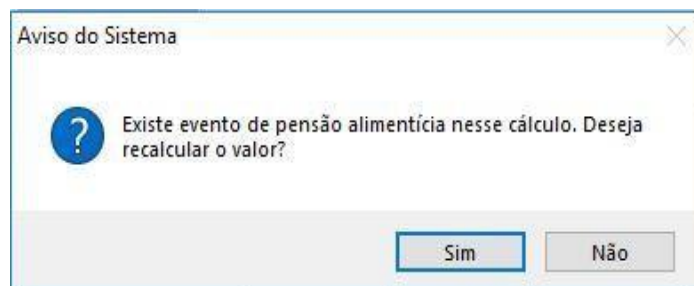 Aviso do Sistema
Existe evento de pensão alimentícia nesse cálculo. Deseja
recalcular o valor?
Sim
Não